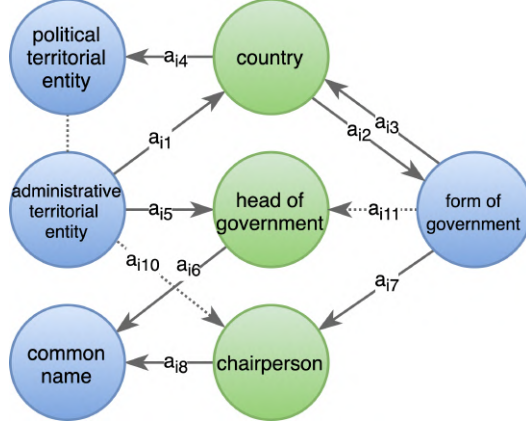 political
territorial
entity
a_i4
country
a_i1
a_i2
a_i3
administrative
territorial
entity
a_i5
head of
government
a_i11
form of
government
a_i10
a_i6
a_i7
common
name
a_i8
chairperson